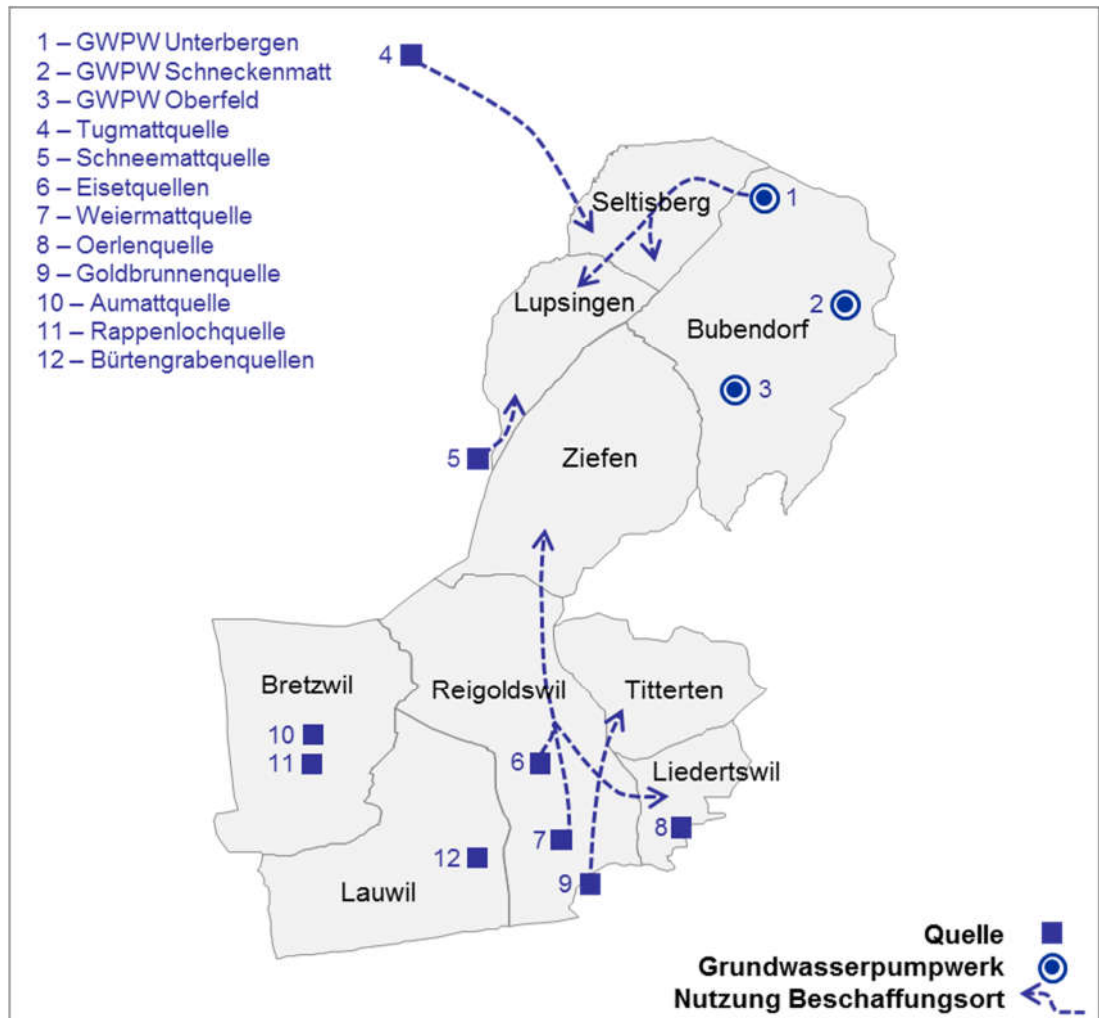 1 – GWPW Unterbergen
2 – GWPW Schneckenmatt
3 – GWPW Oberfeld
4 – Tugmattquelle
5 – Schneemattquelle
6 – Eisetquellen
7 – Weiermattquelle
8 – Oerlenquelle
9 – Goldbrunnenquelle
10 – Aumattquelle
11 – Rappenlochquelle
12 – Bürtengrabenquellen
4
Seltisberg
1
Lupsingen
2
Bubendorf
3
5
Ziefen
Bretzwil
Reigoldswil
Titterten
10
11
6
Liedertswil
8
7
12
9
Lauwil
Quelle
Grundwasserpumpwerk
Nutzung Beschaffungsort